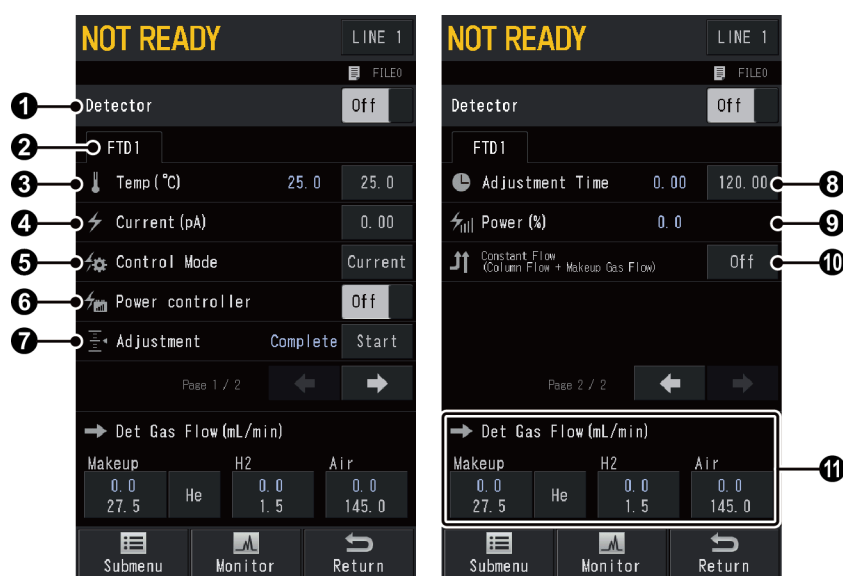 NOT READY LINE 1
FILE0
1 Detector Off
2 FTD1
3 Temp(℃) 25.0 25.0
4 Current(pA) 0.00
5 Control Mode Current
6 Power controller Off
7 Adjustment Complete Start
Page 1 / 2
Det Gas Flow(mL/min)
Makeup H2 Air
0.0 He 0.0 0.0
27.5 1.5 145.0
Submenu Monitor Return
NOT READY LINE 1
FILE0
Detector Off
FTD1
Adjustment Time 0.00 120.00 8
Power(%) 0.0 9
Constant Flow
(Column Flow + Makeup Gas Flow) Off 10
Page 2 / 2
Det Gas Flow(mL/min)
Makeup H2 Air
0.0 He 0.0 0.0 11
27.5 1.5 145.0
Submenu Monitor Return